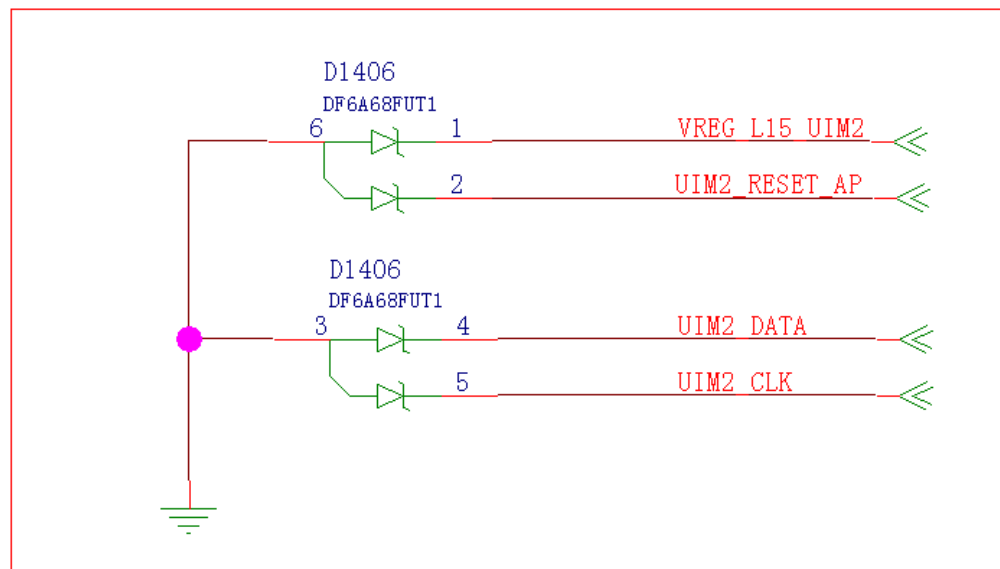 D1406
DF6A68FUT1
6 1 VREG_L15_UIM2
2 UIM2_RESET_AP
D1406
DF6A68FUT1
3 4 UIM2_DATA
5 UIM2_CLK